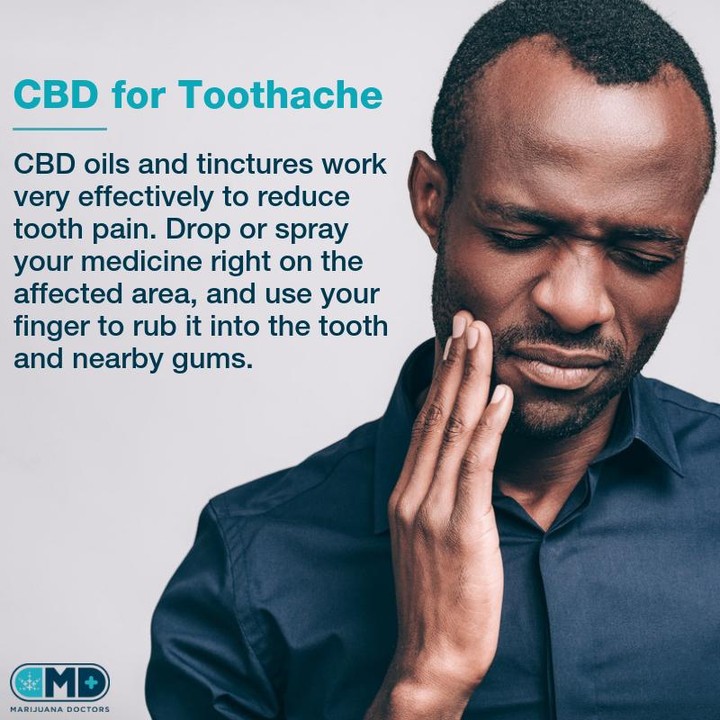 CBD for Toothache
CBD oils and tinctures work
very effectively to reduce
tooth pain. Drop or spray
your medicine right on the
affected area, and use your
finger to rub it into the tooth
and nearby gums.
MD
MARIJUANA DOCTORS